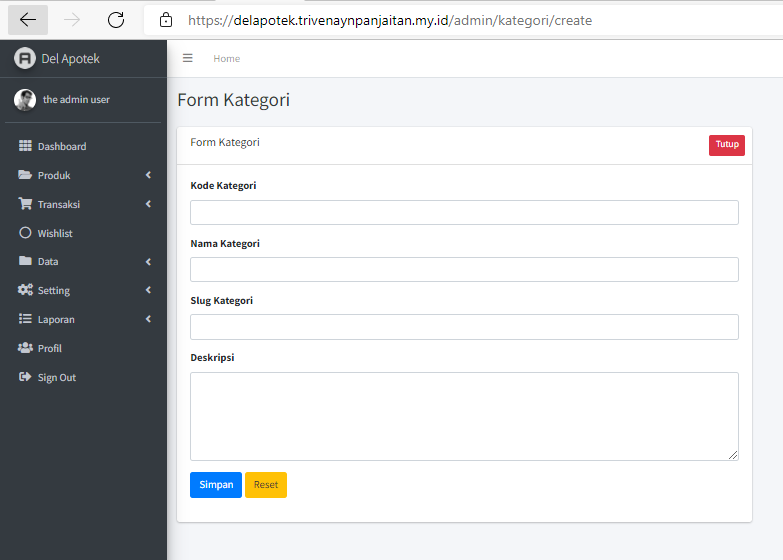 https://delapotek.trivenaynpanjaitan.my.id/admin/kategori/create
Del Apotek
Home
the admin user
Form Kategori
Form Kategori
Tutup
Dashboard
Produk
Transaksi
Wishlist
Data
Setting
Laporan
Profil
Sign Out
Kode Kategori
Nama Kategori
Slug Kategori
Deskripsi
Simpan
Reset